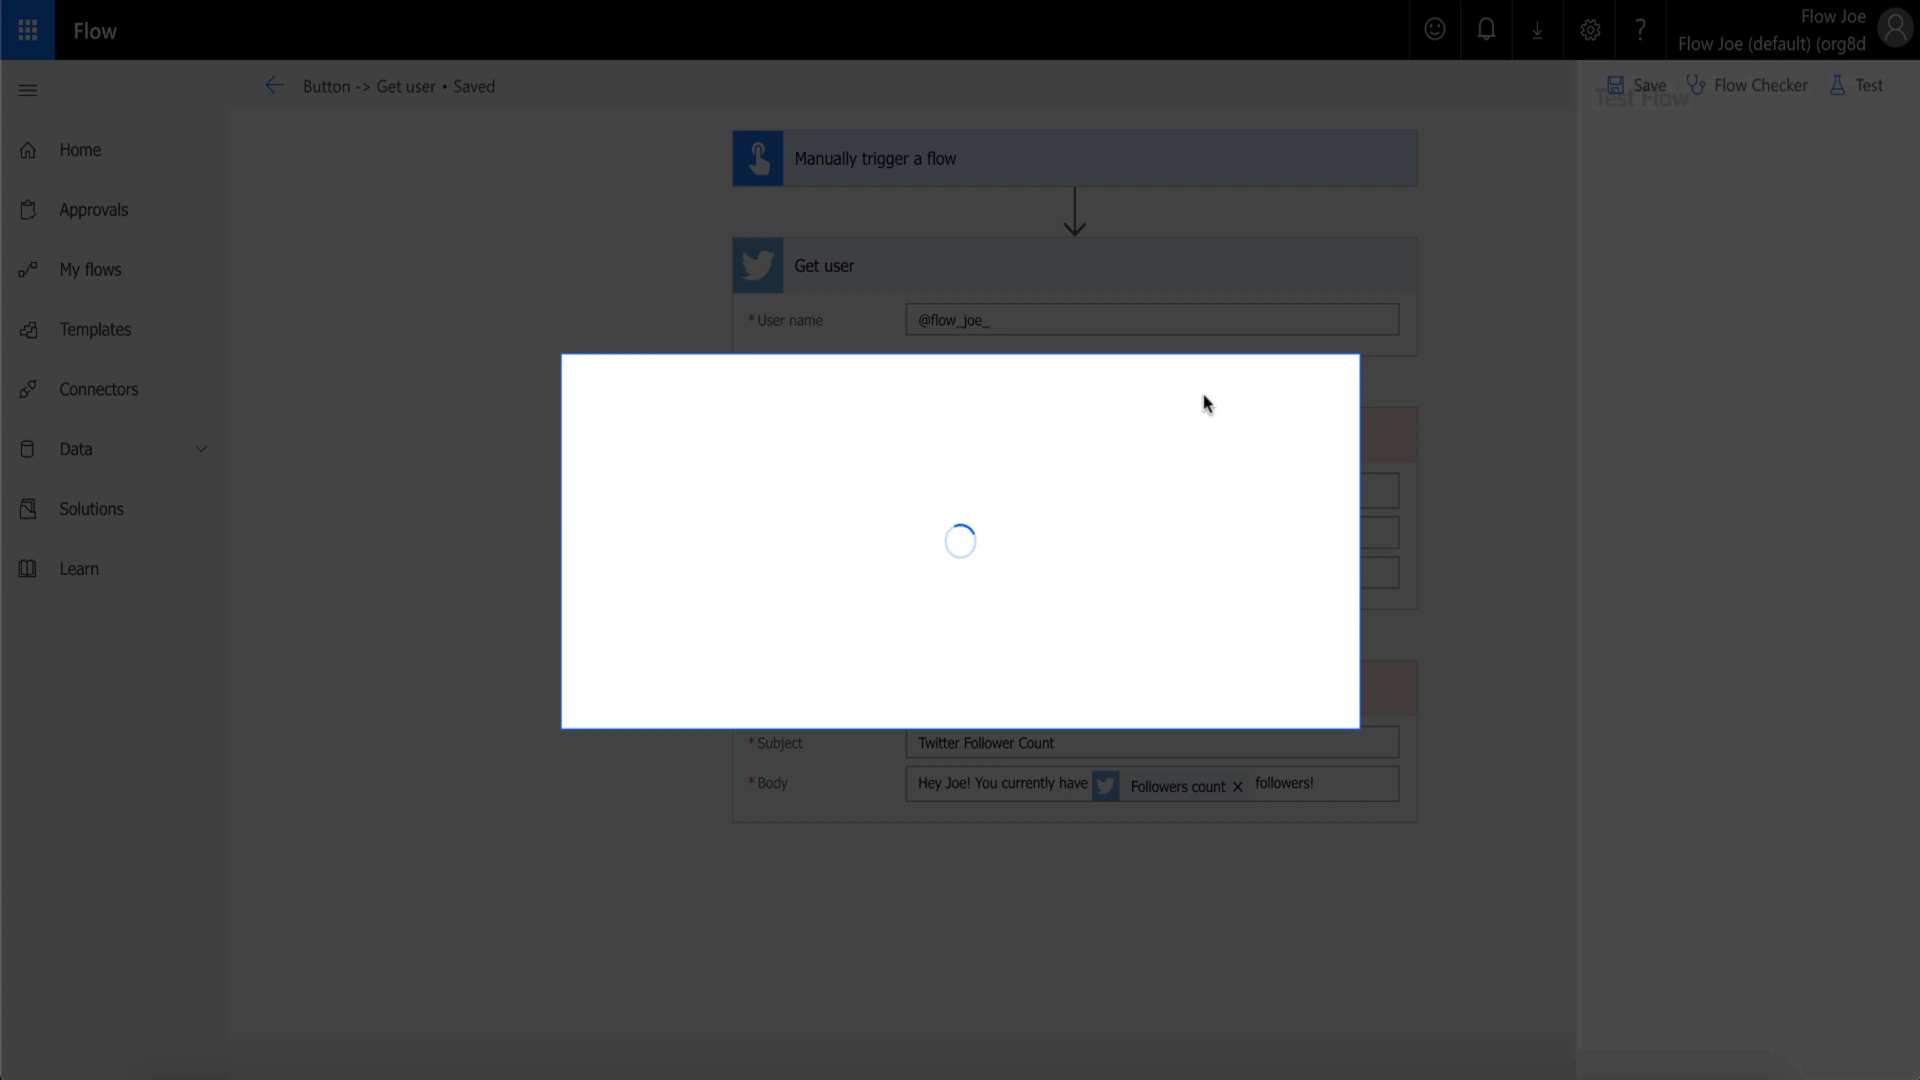 Flow
Flow Joe
Flow Joe (default) (org8d
Button -> Get user • Saved
Save
Flow Checker
Test
Test Flow
Home
Approvals
My flows
Templates
Connectors
Data
Solutions
Learn
Manually trigger a flow
Get user
*User name
@flow_joe_
*Subject
Twitter Follower Count
*Body
Hey Joe! You currently have Followers count × followers!